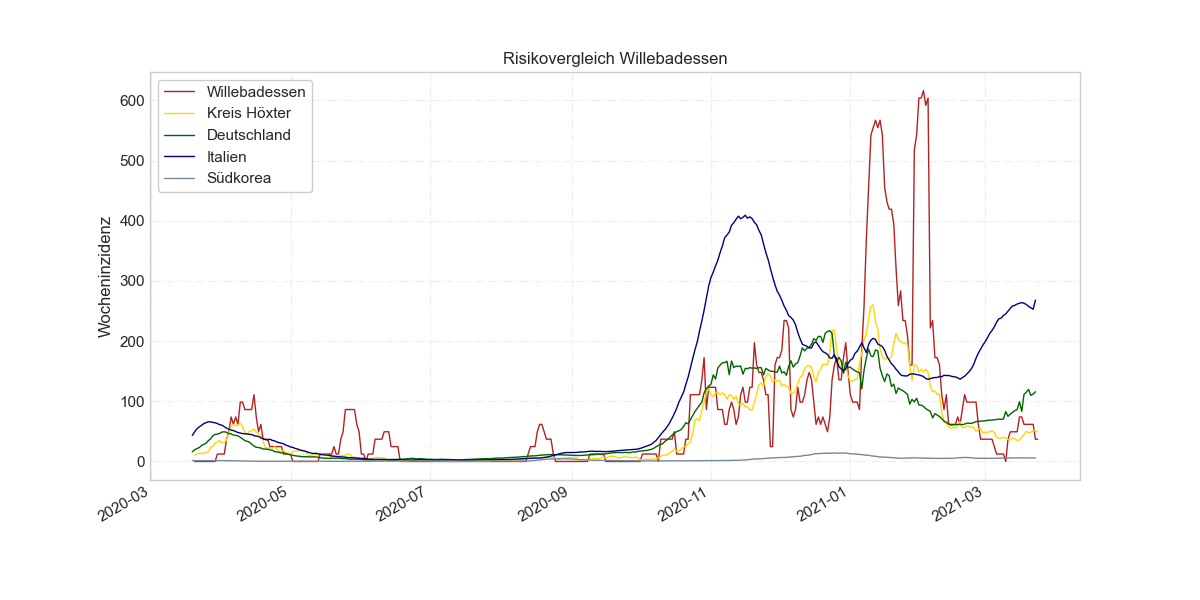 Risikovergleich Willebadessen
Willebadessen
Kreis Höxter
Deutschland
Italien
Südkorea
Wocheninzidenz
600
500
400
300
200
100
0
2020-03
2020-05
2020-07
2020-09
2020-11
2021-01
2021-03